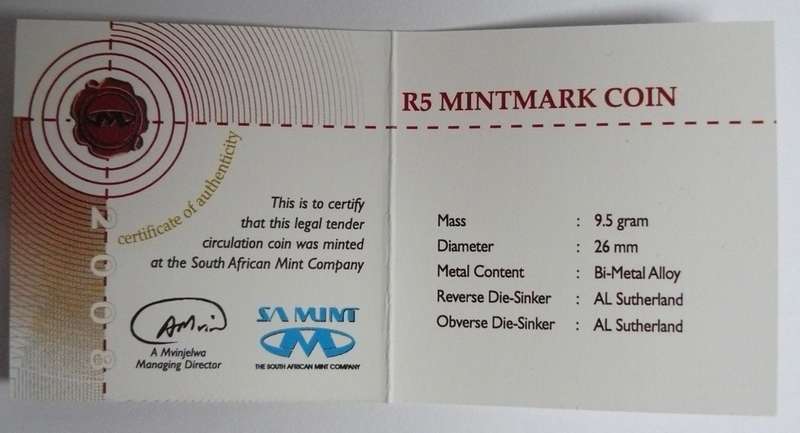 certificate of authenticity
2008
This is to certify
that this legal tender
circulation coin was minted
at the South African Mint Company
A Mvinjelwa
Managing Director
SA MINT
THE SOUTH AFRICAN MINT COMPANY
R5 MINTMARK COIN
Mass : 9.5 gram
Diameter : 26 mm
Metal Content : Bi-Metal Alloy
Reverse Die-Sinker : AL Sutherland
Obverse Die-Sinker : AL Sutherland